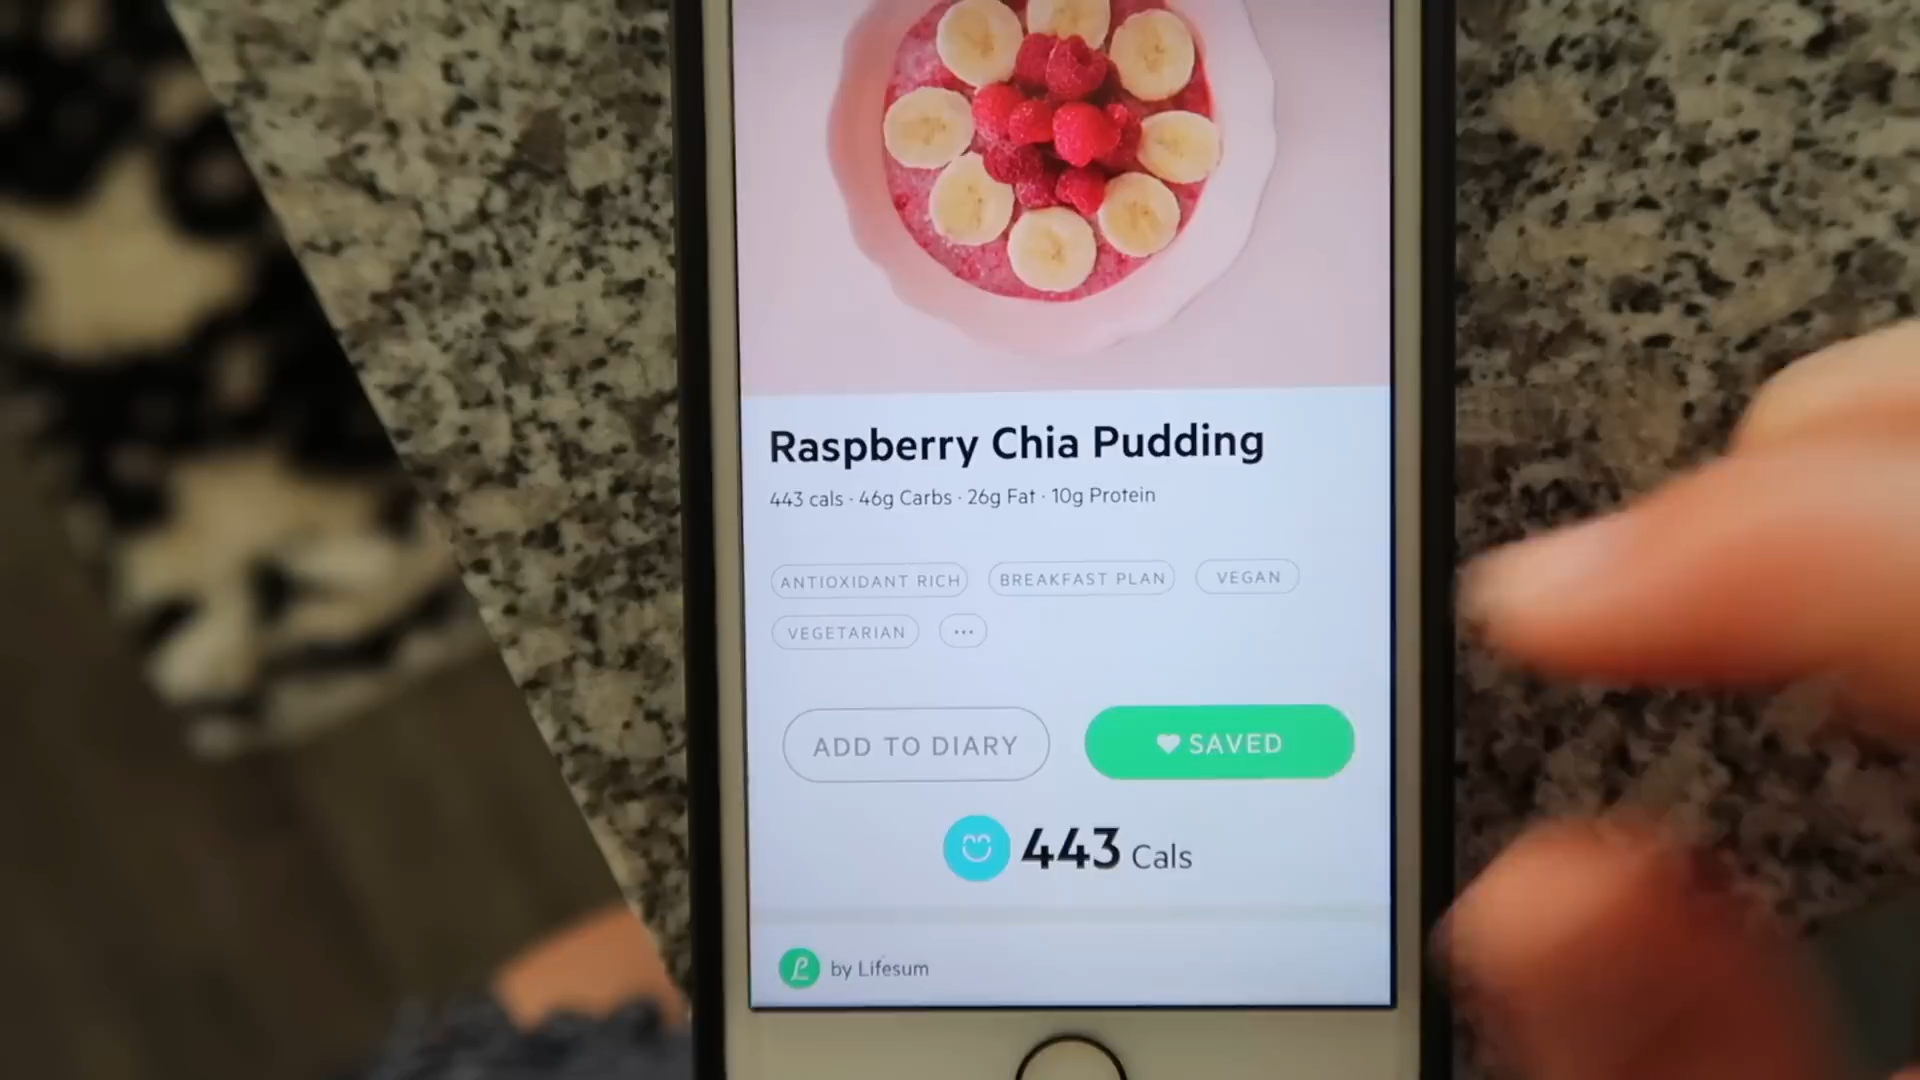 Raspberry Chia Pudding
443 cals · 46g Carbs · 26g Fat · 10g Protein
ANTIOXIDANT RICH BREAKFAST PLAN VEGAN
VEGETARIAN ...
ADD TO DIARY SAVED
443 Cals
by Lifesum